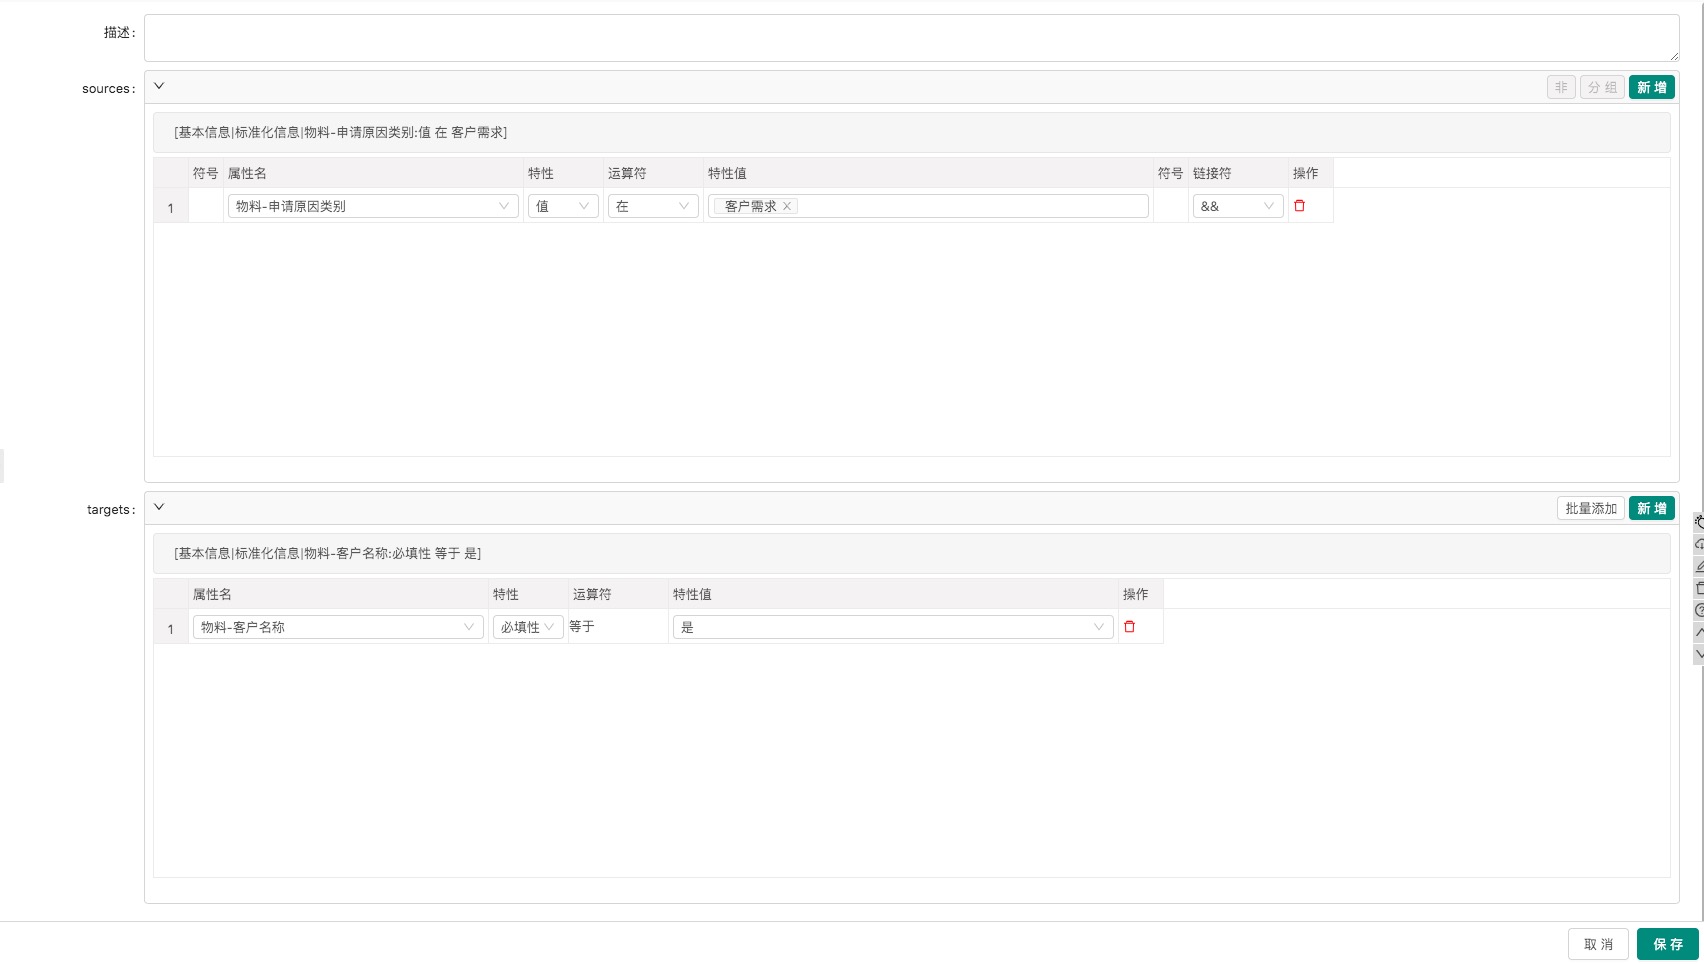 描述:
sources:
非 分 组 新 增
[基本信息|标准化信息|物料-申请原因类别:值 在 客户需求]
符号 属性名 特性 运算符 特性值 符号 链接符 操作
1 物料-申请原因类别 值 在 客户需求 &&
targets:
批量添加 新 增
[基本信息|标准化信息|物料-客户名称:必填性 等于 是]
属性名 特性 运算符 特性值 操作
1 物料-客户名称 必填性 等于 是
取 消 保 存